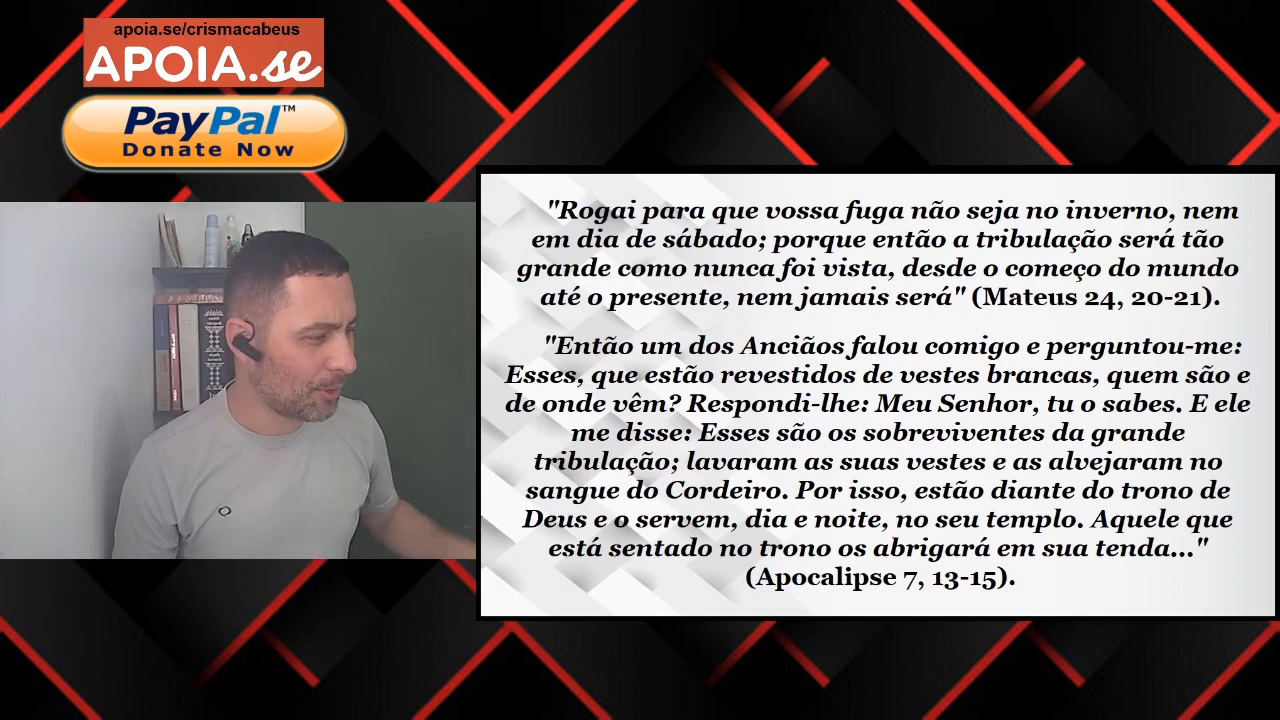 apoia.se/crismacabeus
APOIA.se
PayPal™
Donate Now
"Rogai para que vossa fuga não seja no inverno, nem
em dia de sábado; porque então a tribulação será tão
grande como nunca foi vista, desde o começo do mundo
até o presente, nem jamais será" (Mateus 24, 20-21).
"Então um dos Anciãos falou comigo e perguntou-me:
Esses, que estão revestidos de vestes brancas, quem são e
de onde vêm? Respondi-lhe: Meu Senhor, tu o sabes. E ele
me disse: Esses são os sobreviventes da grande
tribulação; lavaram as suas vestes e as alvejaram no
sangue do Cordeiro. Por isso, estão diante do trono de
Deus e o servem, dia e noite, no seu templo. Aquele que
está sentado no trono os abrigará em sua tenda..."
(Apocalipse 7, 13-15).